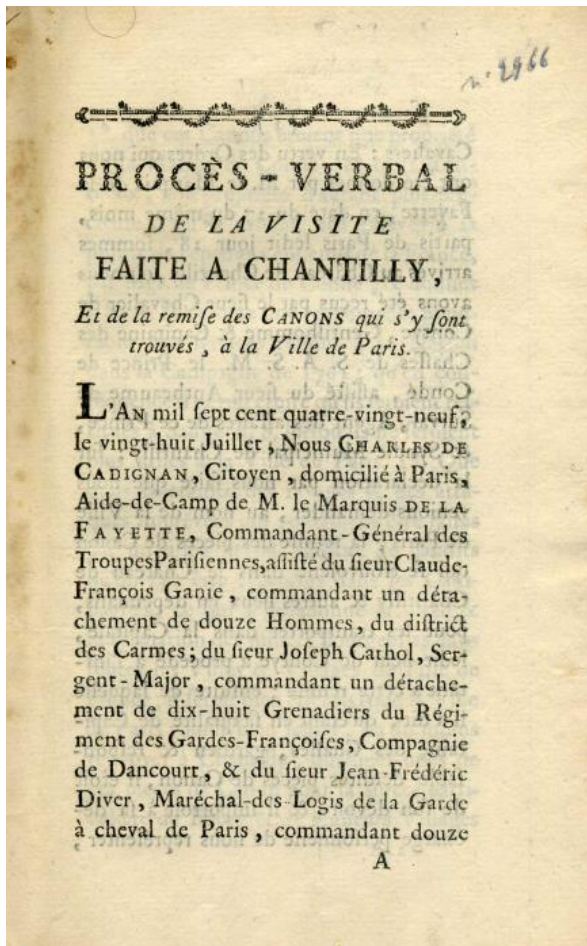 n.° 2966
PROCÈS-VERBAL
DE LA VISITE
FAITE A CHANTILLY,
Et de la remiſe des CANONS qui s'y ſont
trouvés, à la Ville de Paris.
L'AN mil ſept cent quatre-vingt-neuf,
le vingt-huit Juillet, Nous CHARLES DE
CADIGNAN, Citoyen, domicilié à Paris,
Aide-de-Camp de M. le Marquis DE LA
FAYETTE, Commandant-Général des
Troupes Pariſiennes, aſſiſté du ſieur Claude-
François Ganie, commandant un déta-
chement de douze Hommes, du diſtrict
des Carmes; du ſieur Joſeph Cathol, Ser-
gent-Major, commandant un détache-
ment de dix-huit Grenadiers du Régi-
ment des Gardes-Françoiſes, Compagnie
de Dancourt, & du ſieur Jean-Frédéric
Diver, Maréchal-des-Logis de la Garde
à cheval de Paris, commandant douze
A